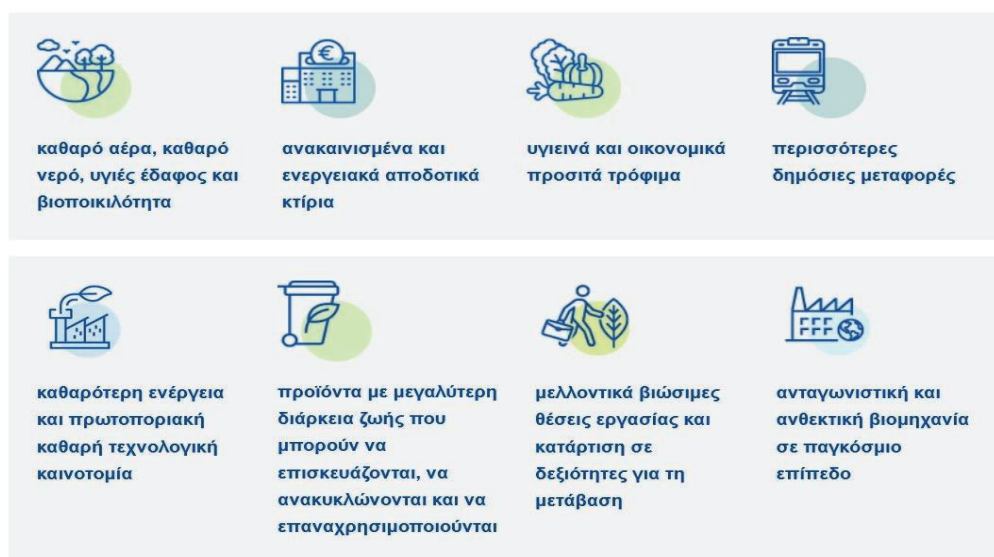 καθαρό αέρα, καθαρό
νερό, υγιές έδαφος και
βιοποικιλότητα
ανακαινισμένα και
ενεργειακά αποδοτικά
κτίρια
υγιεινά και οικονομικά
προσιτά τρόφιμα
περισσότερες
δημόσιες μεταφορές
καθαρότερη ενέργεια
και πρωτοποριακή
καθαρή τεχνολογική
καινοτομία
προϊόντα με μεγαλύτερη
διάρκεια ζωής που
μπορούν να
επισκευάζονται, να
ανακυκλώνονται και να
επαναχρησιμοποιούνται
μελλοντικά βιώσιμες
θέσεις εργασίας και
κατάρτιση σε
δεξιότητες για τη
μετάβαση
ανταγωνιστική και
ανθεκτική βιομηχανία
σε παγκόσμιο
επίπεδο